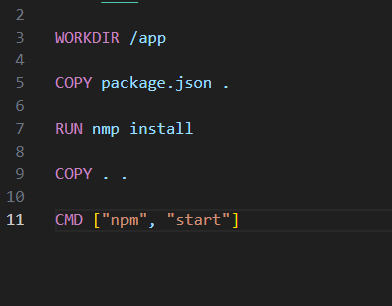 2
3 WORKDIR /app
4
5 COPY package.json .
6
7 RUN nmp install
8
9 COPY . .
10
11 CMD ["npm", "start"]